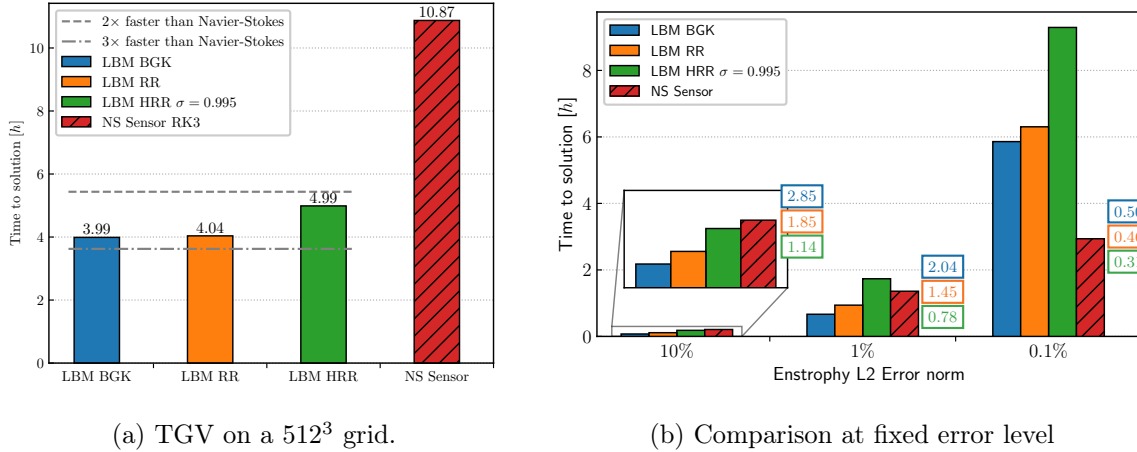 2× faster than Navier-Stokes
3× faster than Navier-Stokes
LBM BGK
LBM RR
LBM HRR σ = 0.995
NS Sensor RK3
10.87
3.99
4.04
4.99
Time to solution [h]
0
2
4
6
8
10
LBM BGK
LBM RR
LBM HRR
NS Sensor
(a) TGV on a 512³ grid.
LBM BGK
LBM RR
LBM HRR σ = 0.995
NS Sensor
2.85
1.85
1.14
2.04
1.45
0.78
Time to solution [h]
0
2
4
6
8
10%
1%
0.1%
Enstrophy L2 Error norm
(b) Comparison at fixed error level